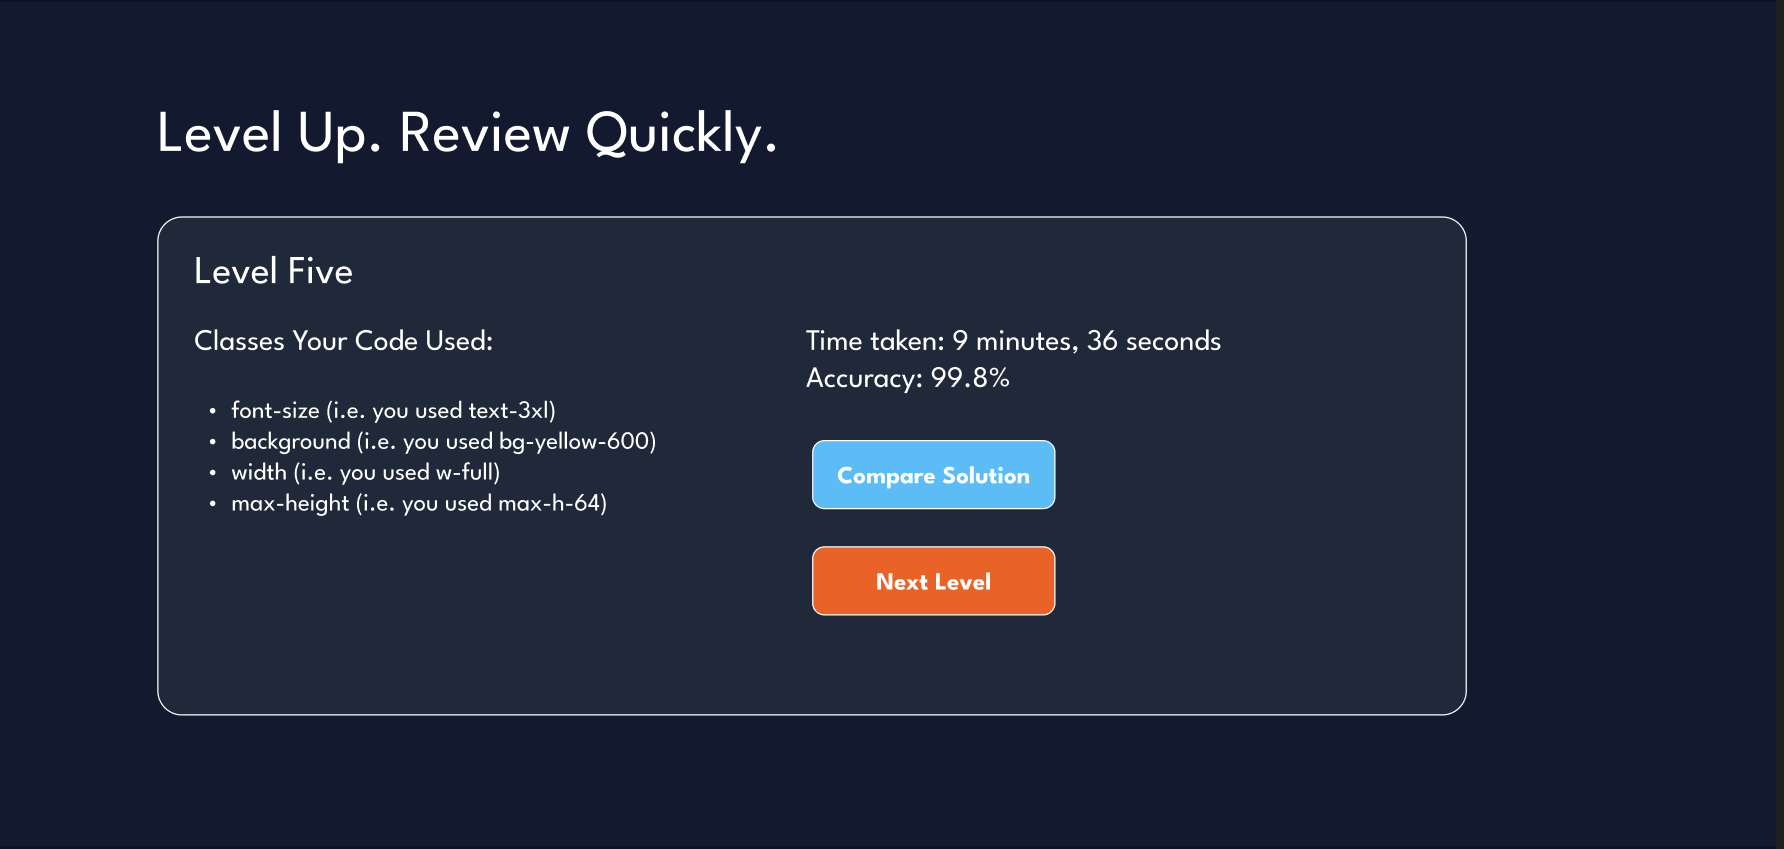 Level Up. Review Quickly.
Level Five
Classes Your Code Used:
• font-size (i.e. you used text-3xl)
• background (i.e. you used bg-yellow-600)
• width (i.e. you used w-full)
• max-height (i.e. you used max-h-64)
Time taken: 9 minutes, 36 seconds
Accuracy: 99.8%
Compare Solution
Next Level